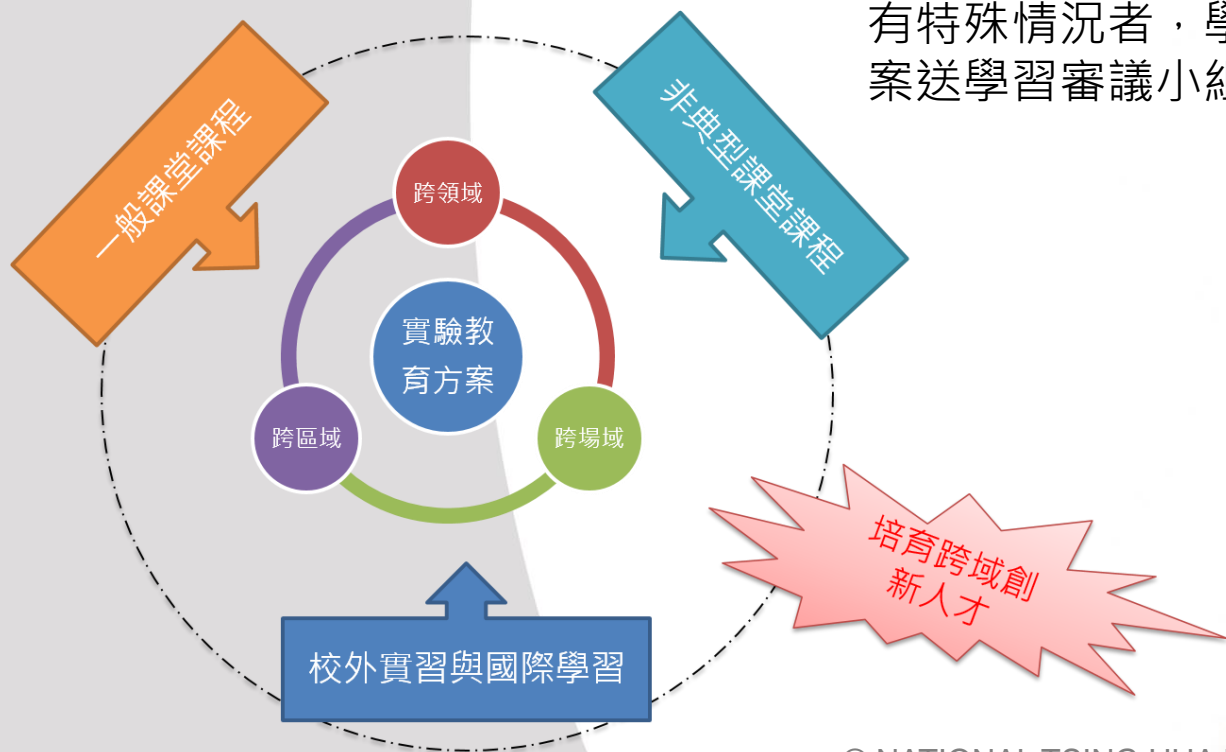 有特殊情況者，學
案送學習審議小組
一般課堂課程
非典型課堂課程
跨領域
實驗教
育方案
跨區域
跨場域
培育跨域創
新人才
校外實習與國際學習
© NATIONAL TSING HUA